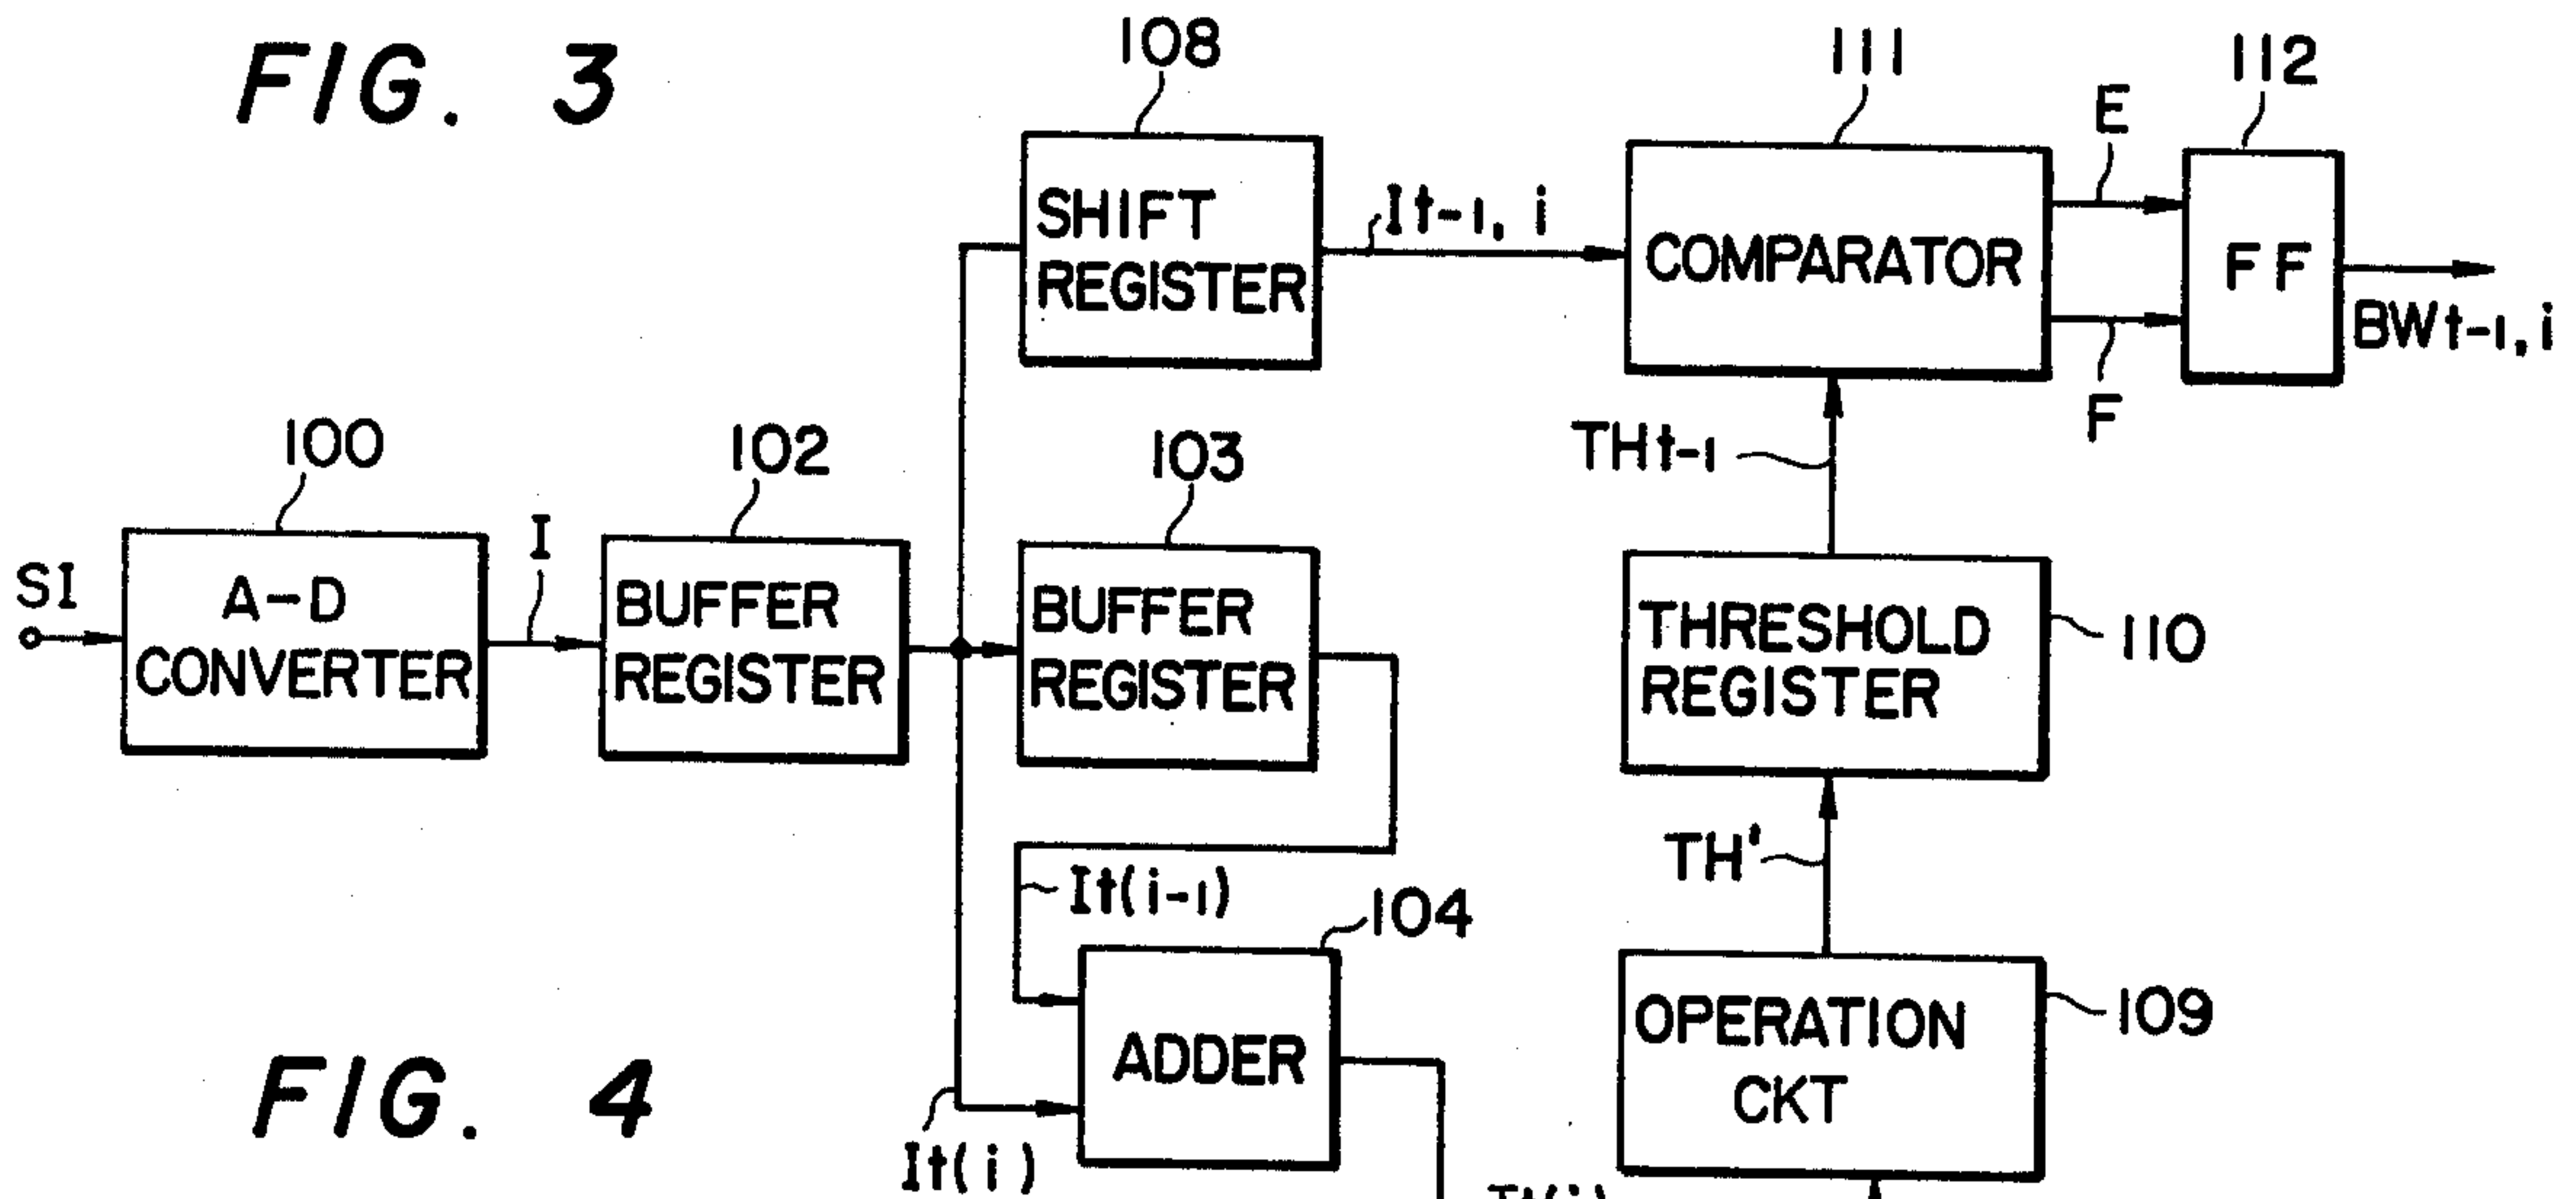 FIG. 3
108
SHIFT
REGISTER
It-1, i
111
COMPARATOR
E
F
112
FF
BWt-1, i
THt-1
SI
100
A-D
CONVERTER
I
102
BUFFER
REGISTER
103
BUFFER
REGISTER
THRESHOLD
REGISTER
110
TH'
It(i-1)
104
ADDER
It(i)
OPERATION
CKT
109
FIG. 4